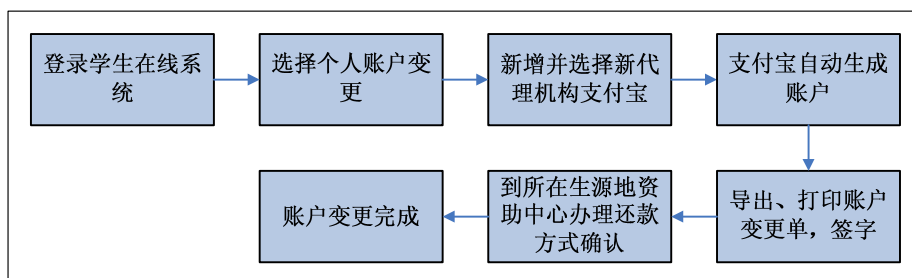 登录学生在线系
统
选择个人账户变
更
新增并选择新代
理机构支付宝
支付宝自动生成
账户
导出、打印账户
变更单，签字
到所在生源地资
助中心办理还款
方式确认
账户变更完成